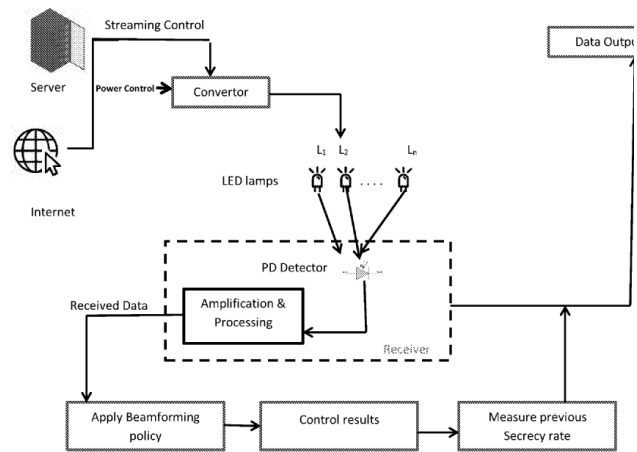 Streaming Control
Data Outpu
Server
Power Control
Convertor
L1 L2 Ln
LED lamps
....
Internet
PD Detector
Received Data
Amplification &
Processing
Receiver
Apply Beamforming
policy
Control results
Measure previous
Secrecy rate